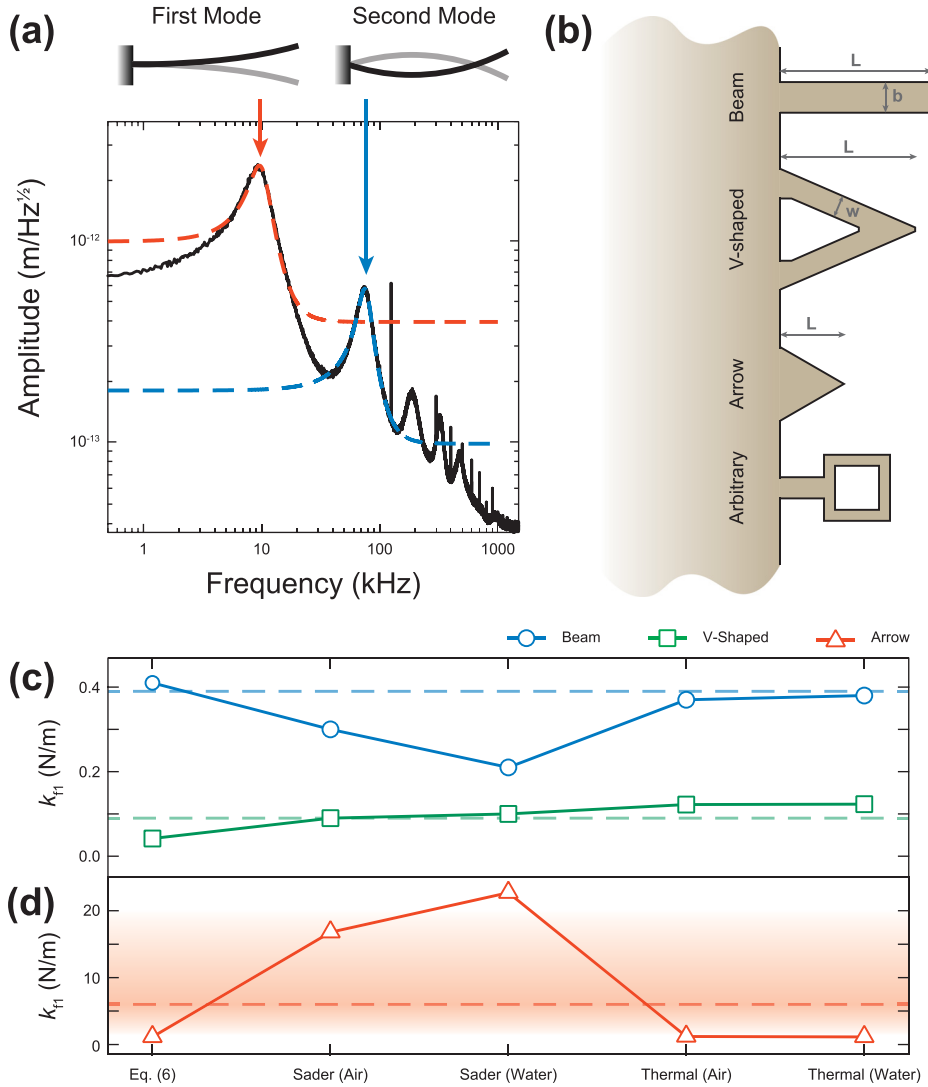 (a)
First Mode
Second Mode
Amplitude (m/Hz½)
10-12
10-13
1
10
100
1000
Frequency (kHz)
(b)
Beam
L
b
V-shaped
L
w
Arrow
L
Arbitrary
Beam
V-Shaped
Arrow
(c)
kf1 (N/m)
0.4
0.2
0.0
(d)
kf1 (N/m)
20
10
0
Eq. (6)
Sader (Air)
Sader (Water)
Thermal (Air)
Thermal (Water)